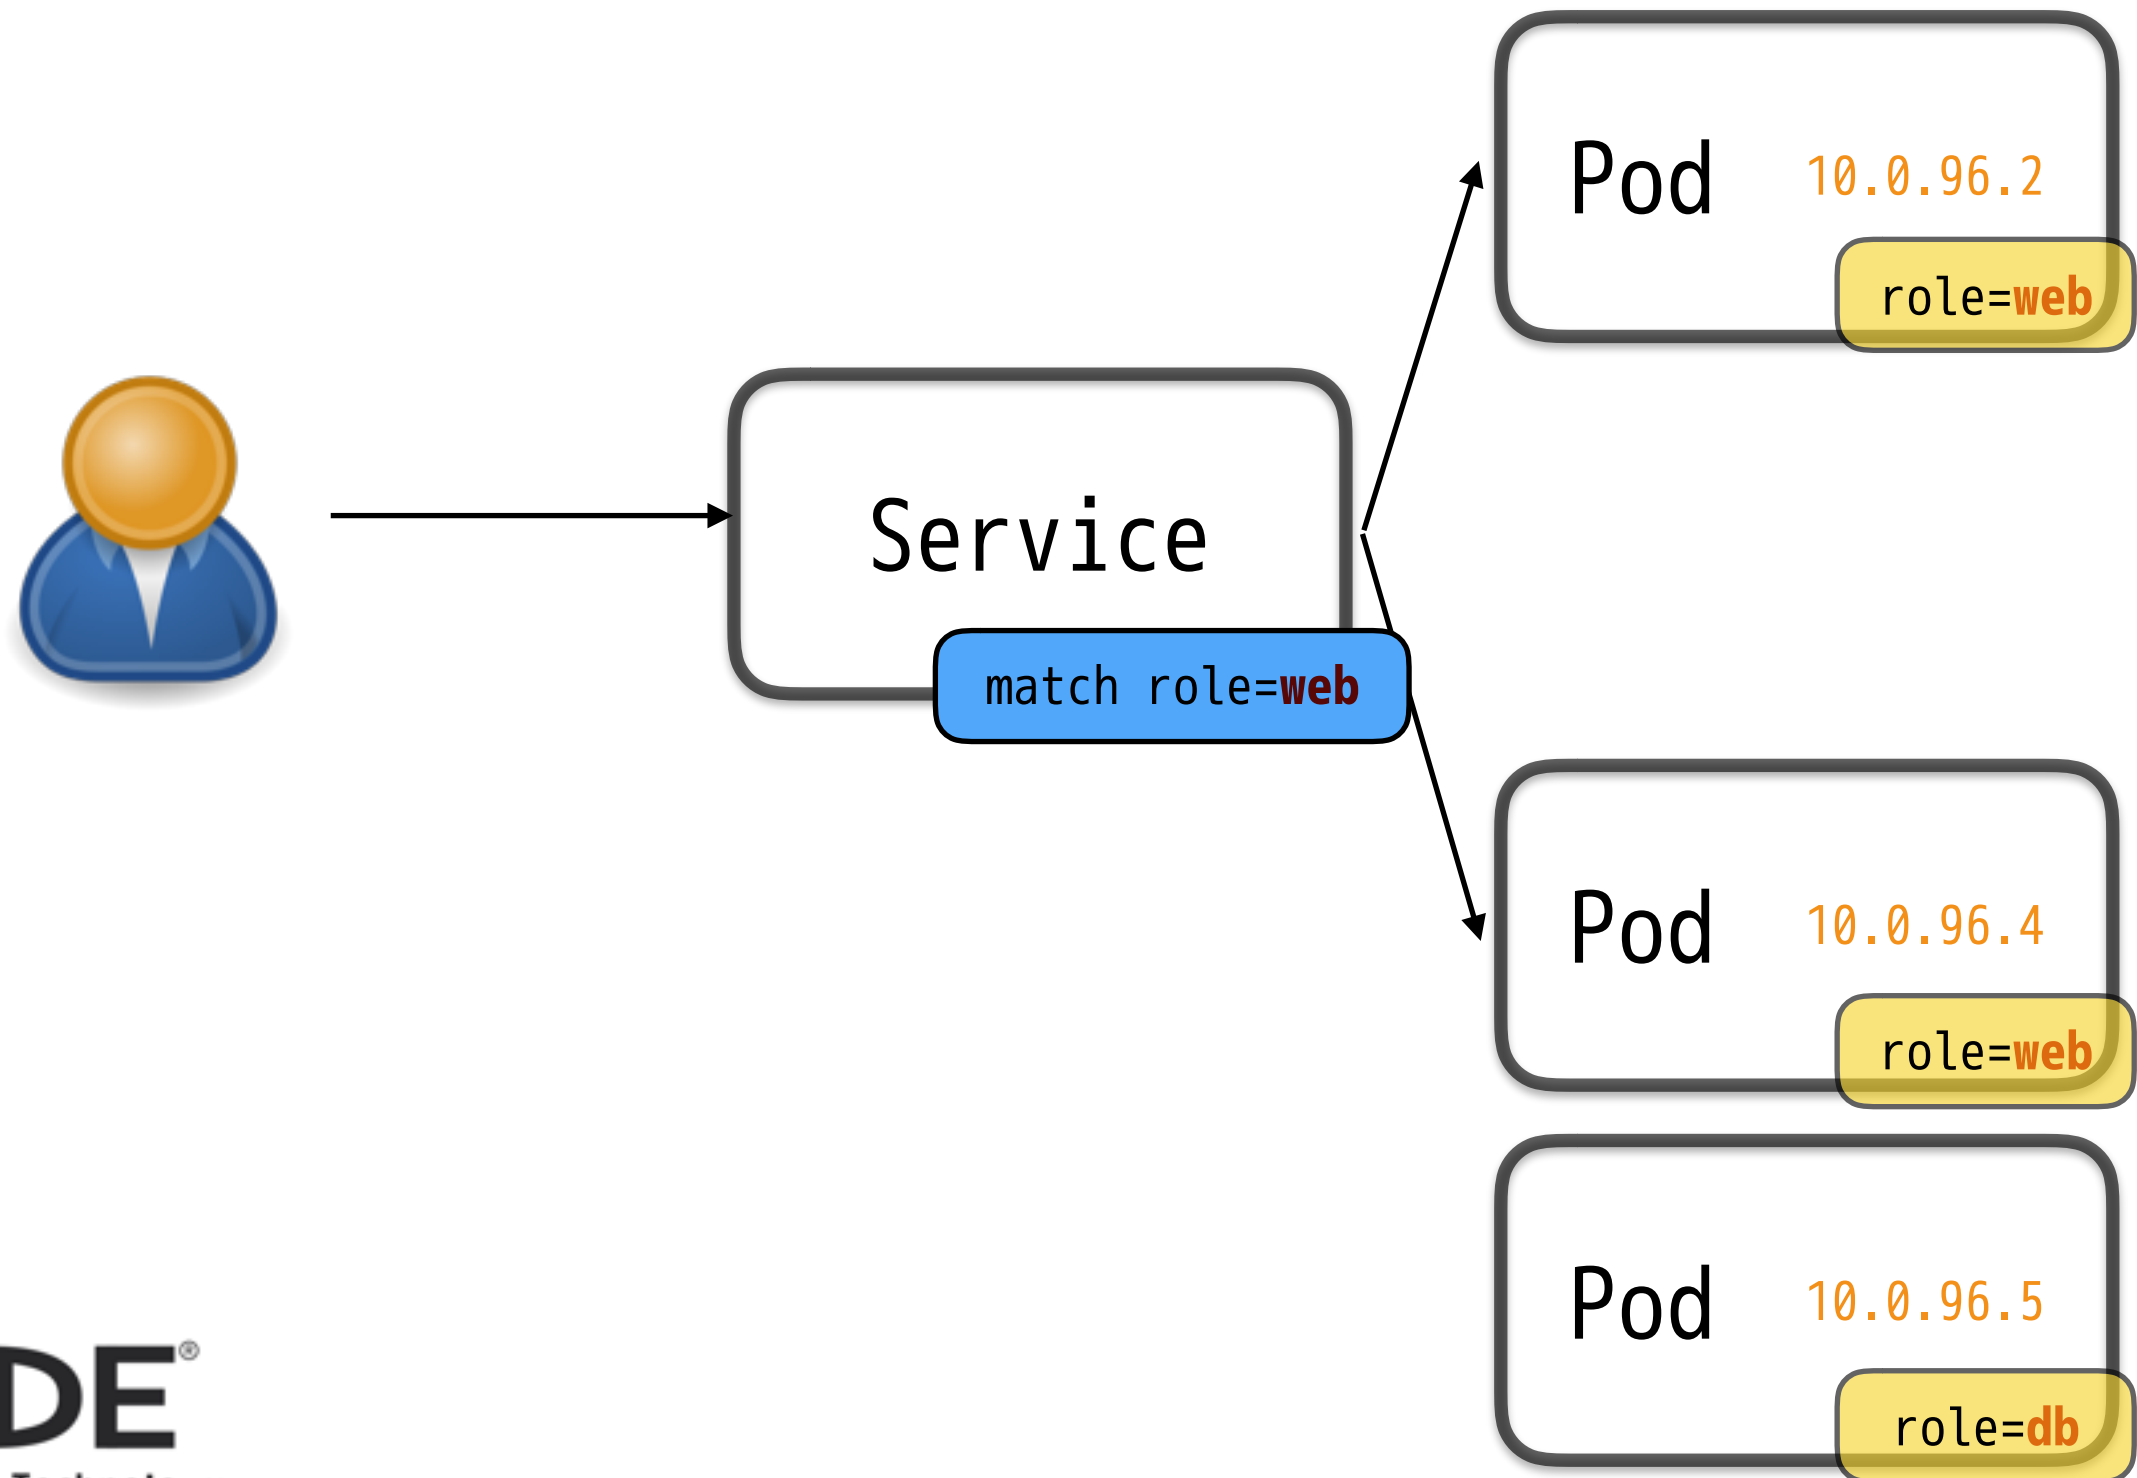 Pod 10.0.96.2
role=web
Service
match role=web
Pod 10.0.96.4
role=web
Pod 10.0.96.5
role=db
DE®